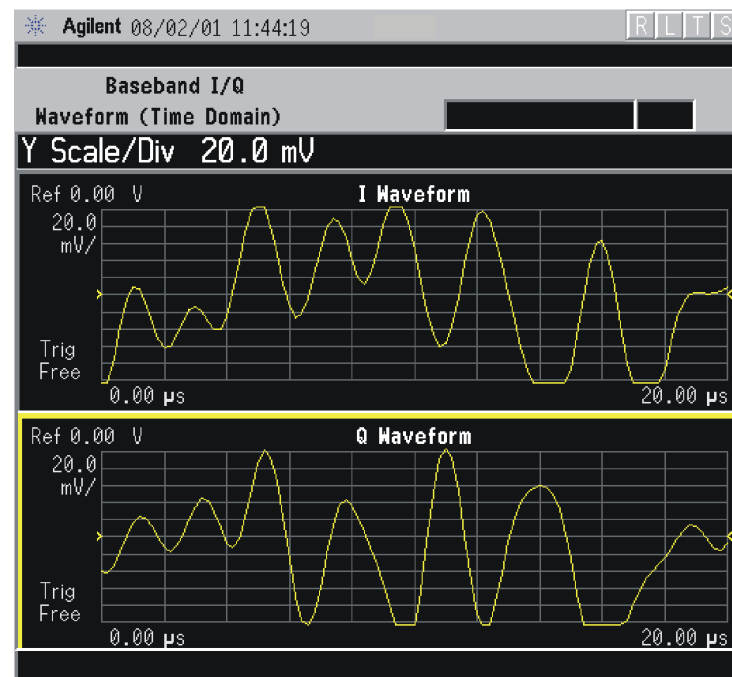 Agilent 08/02/01 11:44:19 R L T S
Baseband I/Q
Waveform (Time Domain)
Y Scale/Div 20.0 mV
Ref 0.00 V I Waveform
20.0
mV/
Trig
Free
0.00 µs 20.00 µs
Ref 0.00 V Q Waveform
20.0
mV/
Trig
Free
0.00 µs 20.00 µs